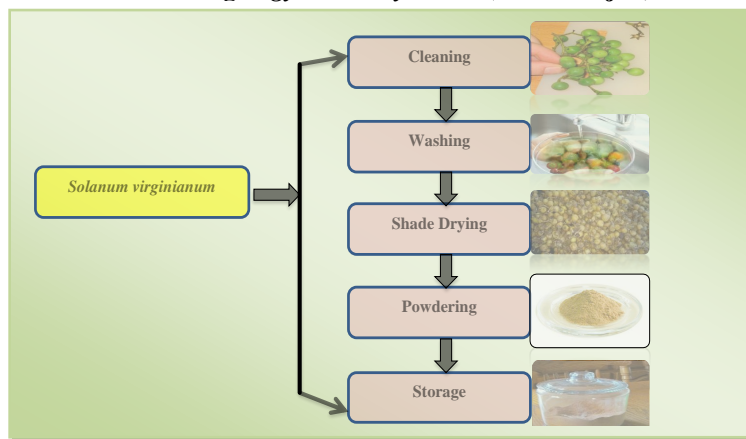 Solanum virginianum
Cleaning
Washing
Shade Drying
Powdering
Storage